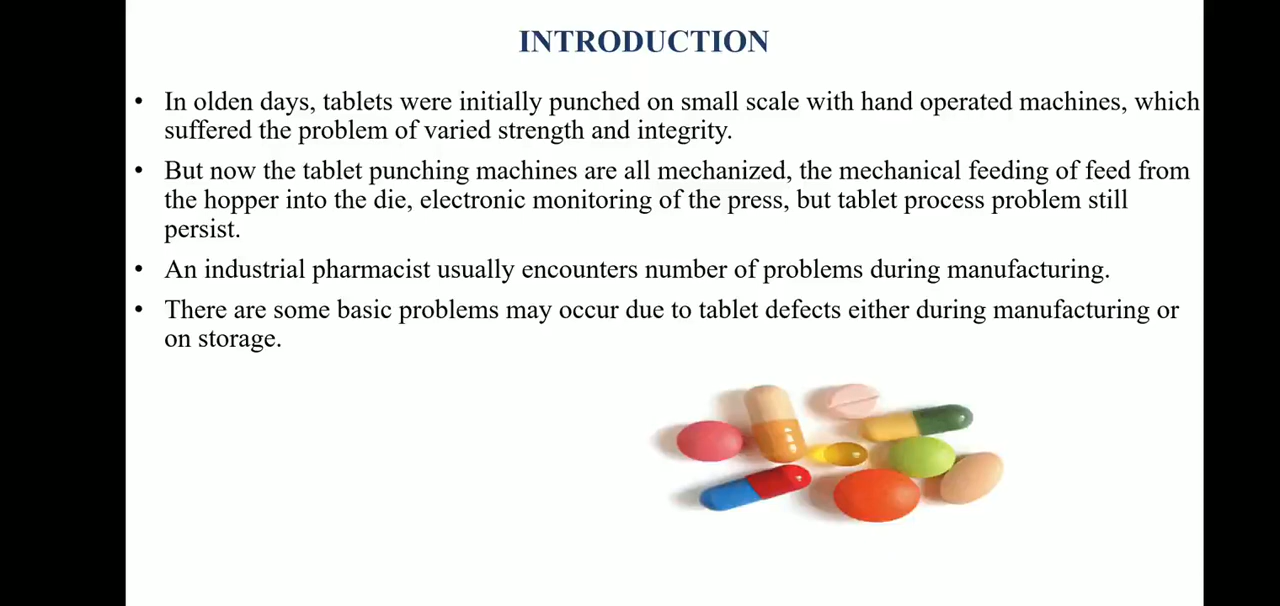 INTRODUCTION
• In olden days, tablets were initially punched on small scale with hand operated machines, which
suffered the problem of varied strength and integrity.
• But now the tablet punching machines are all mechanized, the mechanical feeding of feed from
the hopper into the die, electronic monitoring of the press, but tablet process problem still
persist.
• An industrial pharmacist usually encounters number of problems during manufacturing.
• There are some basic problems may occur due to tablet defects either during manufacturing or
on storage.